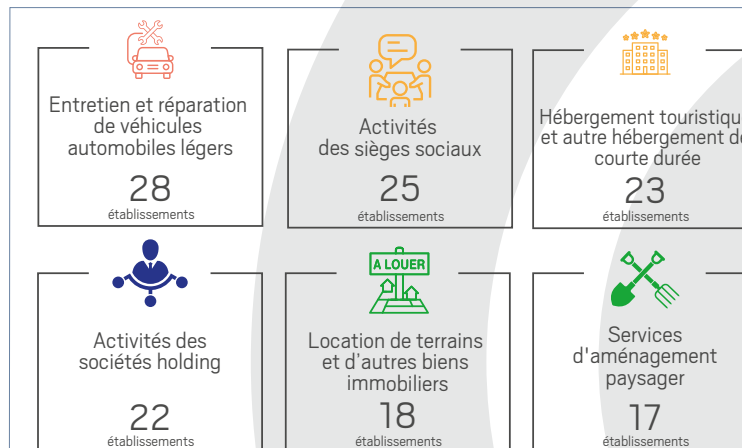 Entretien et réparation
de véhicules
automobiles légers
28
établissements
Activités
des sièges sociaux
25
établissements
Hébergement touristique
et autre hébergement de
courte durée
23
établissements
Activités des
sociétés holding
22
établissements
A LOUER
Location de terrains
et d'autres biens
immobiliers
18
établissements
Services
d'aménagement
paysager
17
établissements